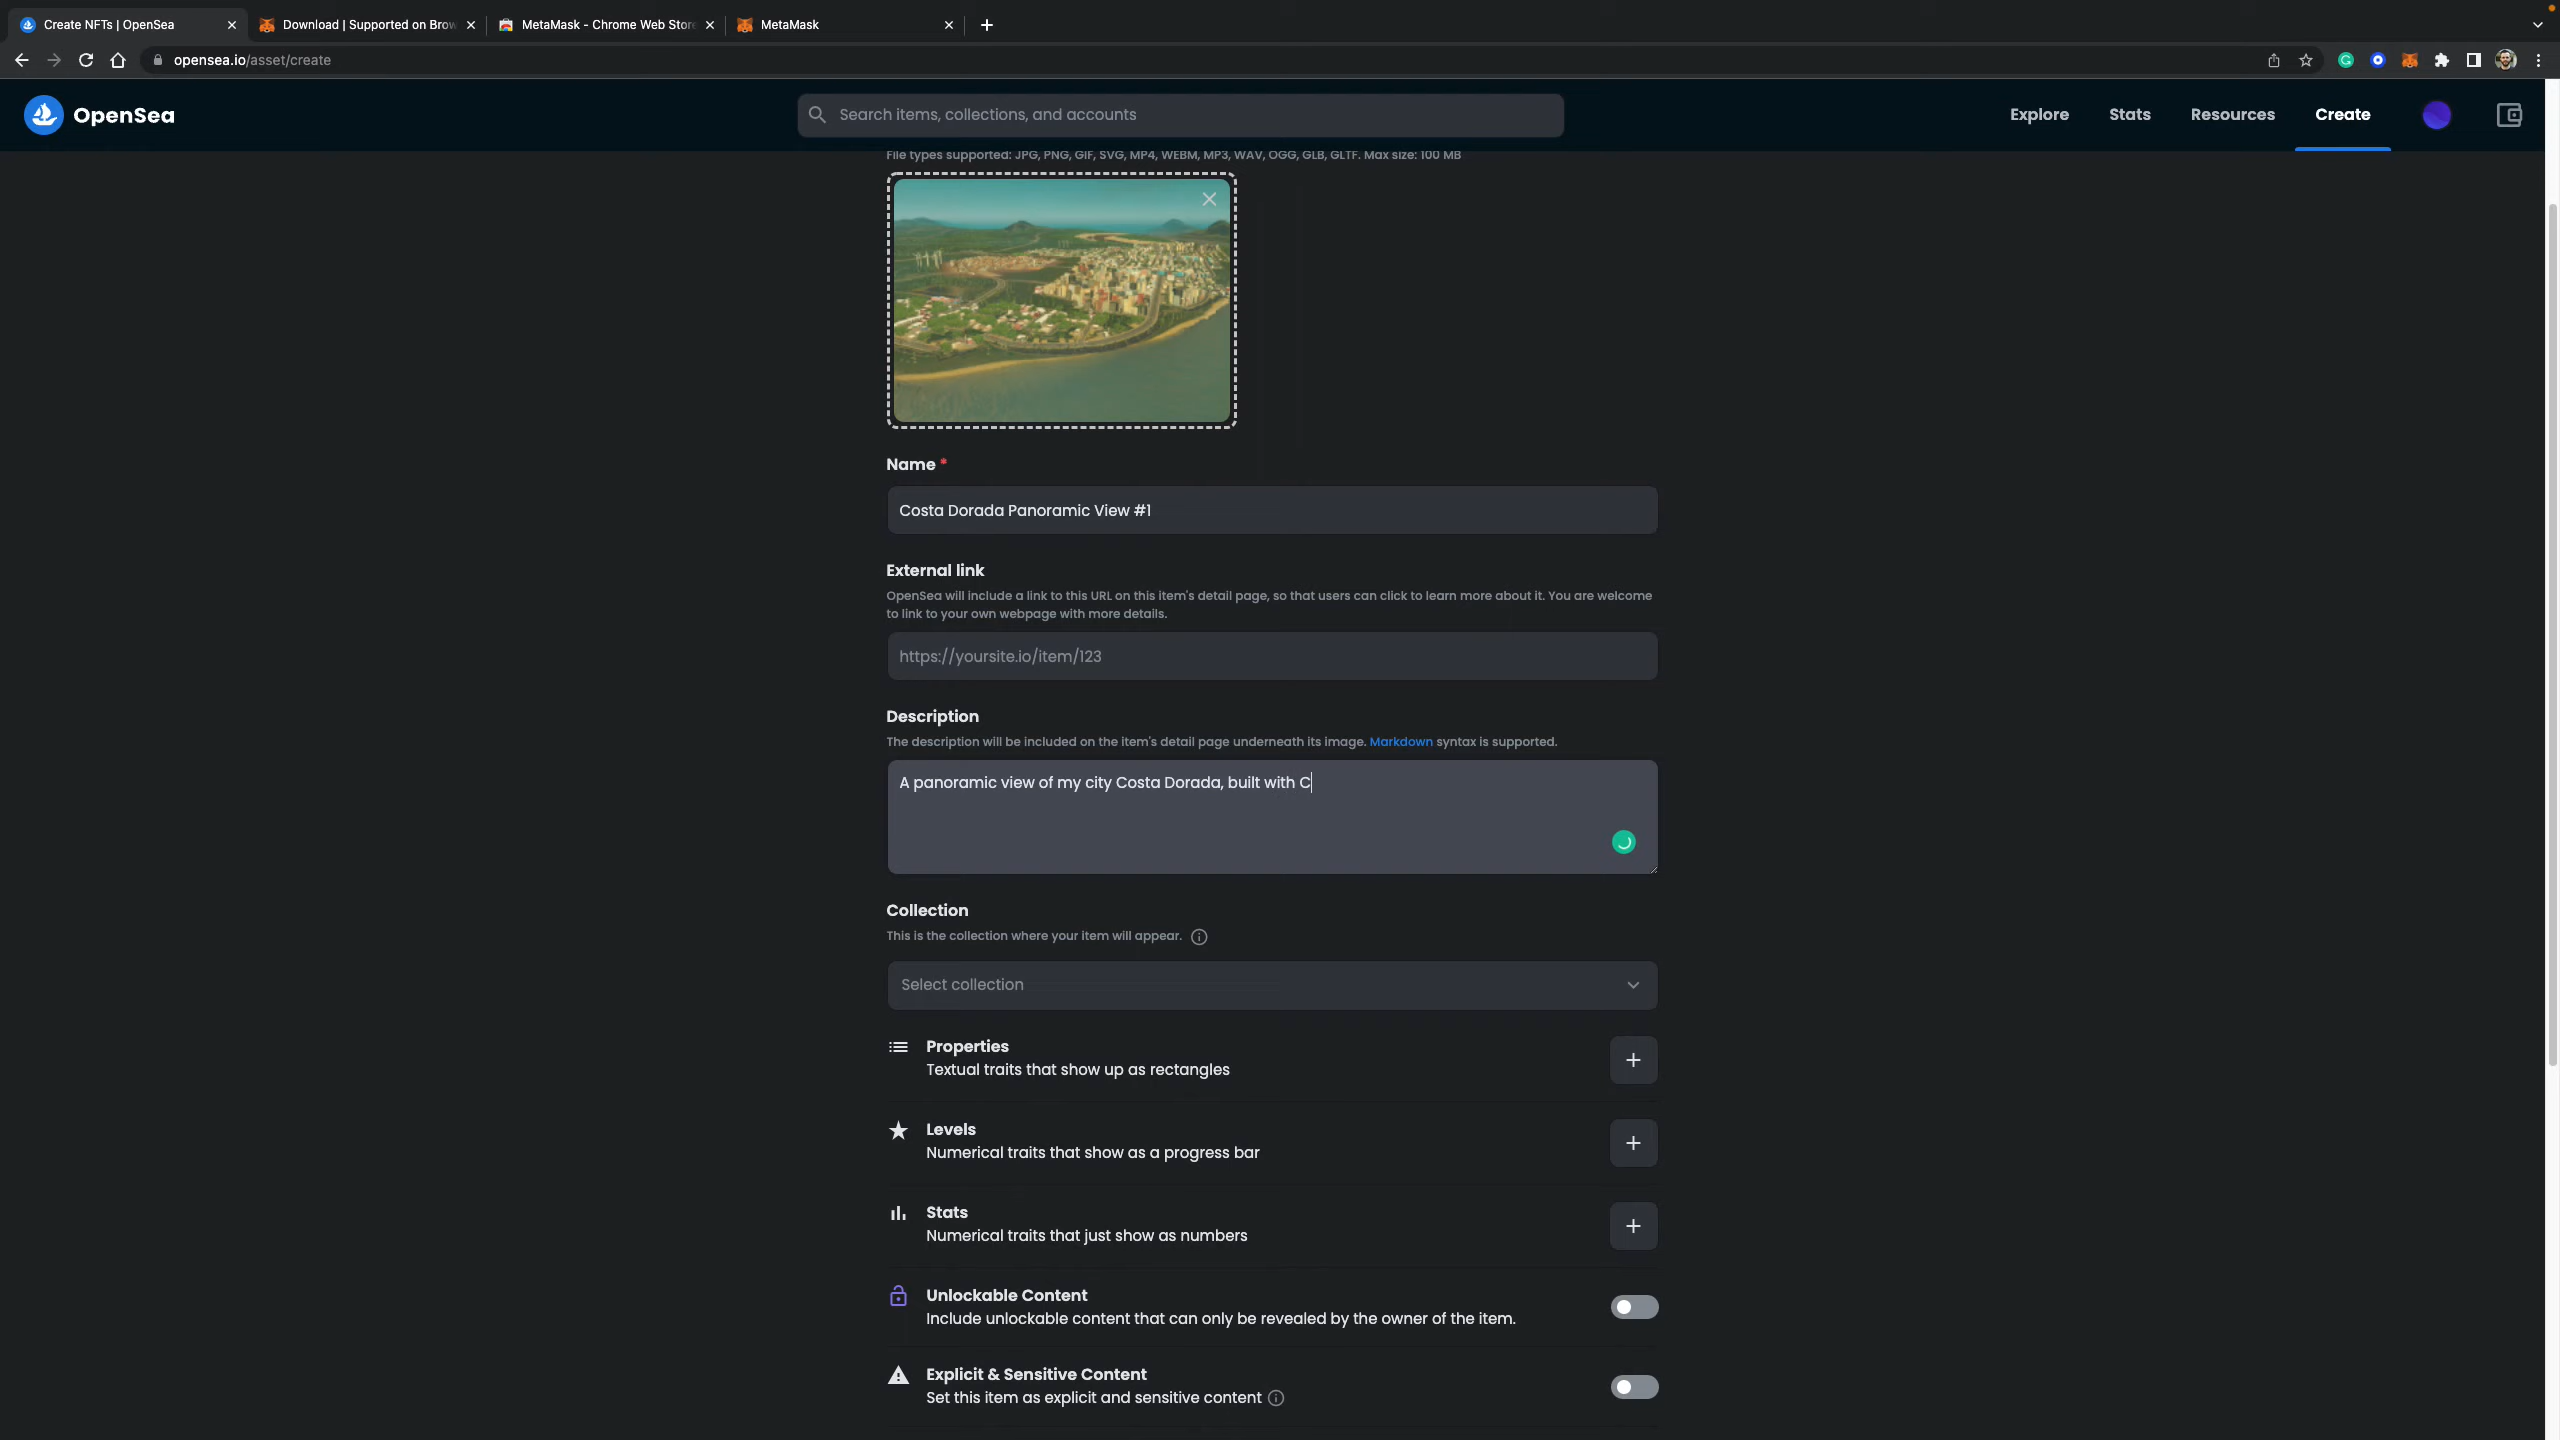 Create NFTs | OpenSea
Download | Supported on Brow
MetaMask - Chrome Web Store
MetaMask
opensea.io/asset/create
OpenSea
Search items, collections, and accounts
Explore
Stats
Resources
Create
File types supported: JPG, PNG, GIF, SVG, MP4, WEBM, MP3, WAV, OGG, GLB, GLTF. Max size: 100 MB
Name *
Costa Dorada Panoramic View #1
External link
OpenSea will include a link to this URL on this item's detail page, so that users can click to learn more about it. You are welcome
to link to your own webpage with more details.
https://yoursite.io/item/123
Description
The description will be included on the item's detail page underneath its image. Markdown syntax is supported.
A panoramic view of my city Costa Dorada, built with C
Collection
This is the collection where your item will appear.
Select collection
Properties
Textual traits that show up as rectangles
Levels
Numerical traits that show as a progress bar
Stats
Numerical traits that just show as numbers
Unlockable Content
Include unlockable content that can only be revealed by the owner of the item.
Explicit & Sensitive Content
Set this item as explicit and sensitive content